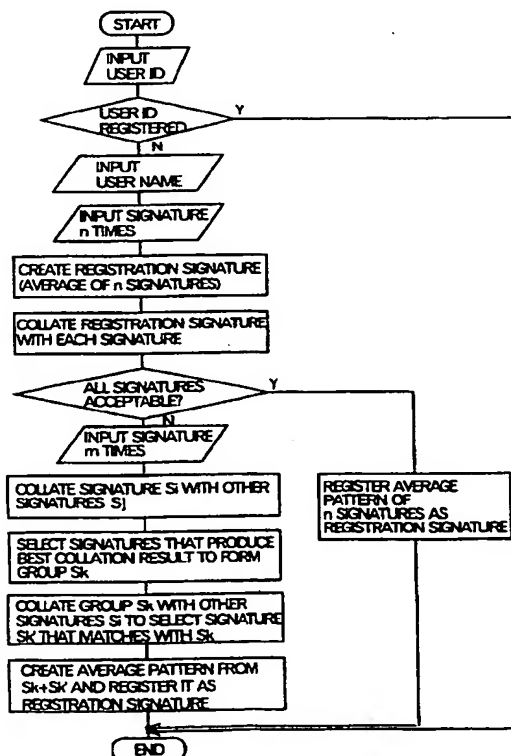 START
INPUT
USER ID
USER ID
REGISTERED
Y
N
INPUT
USER NAME
INPUT SIGNATURE
n TIMES
CREATE REGISTRATION SIGNATURE
(AVERAGE OF n SIGNATURES)
COLLATE REGISTRATION SIGNATURE
WITH EACH SIGNATURE
ALL SIGNATURES
ACCEPTABLE?
Y
N
INPUT SIGNATURE
m TIMES
COLLATE SIGNATURE Si WITH OTHER
SIGNATURES Sj
REGISTER AVERAGE
PATTERN OF
n SIGNATURES AS
REGISTRATION SIGNATURE
SELECT SIGNATURES THAT PRODUCE
BEST COLLATION RESULT TO FORM
GROUP Sk
COLLATE GROUP Sk WITH OTHER
SIGNATURES Si TO SELECT SIGNATURE
Sk' THAT MATCHES WITH Sk
CREATE AVERAGE PATTERN FROM
Sk+Sk' AND REGISTER IT AS
REGISTRATION SIGNATURE
END